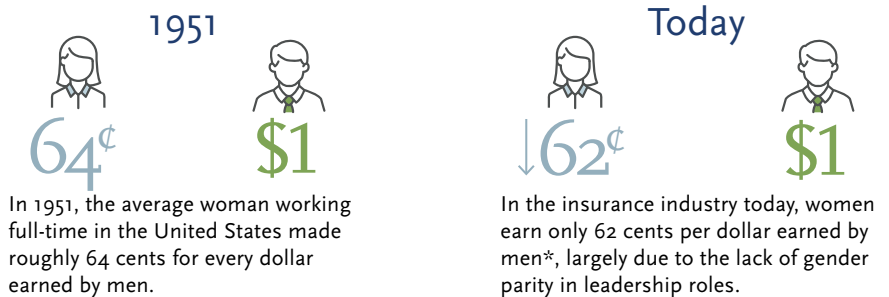 1951
64¢
$1
In 1951, the average woman working
full-time in the United States made
roughly 64 cents for every dollar
earned by men.
Today
↓62¢
$1
In the insurance industry today, women
earn only 62 cents per dollar earned by
men*, largely due to the lack of gender
parity in leadership roles.